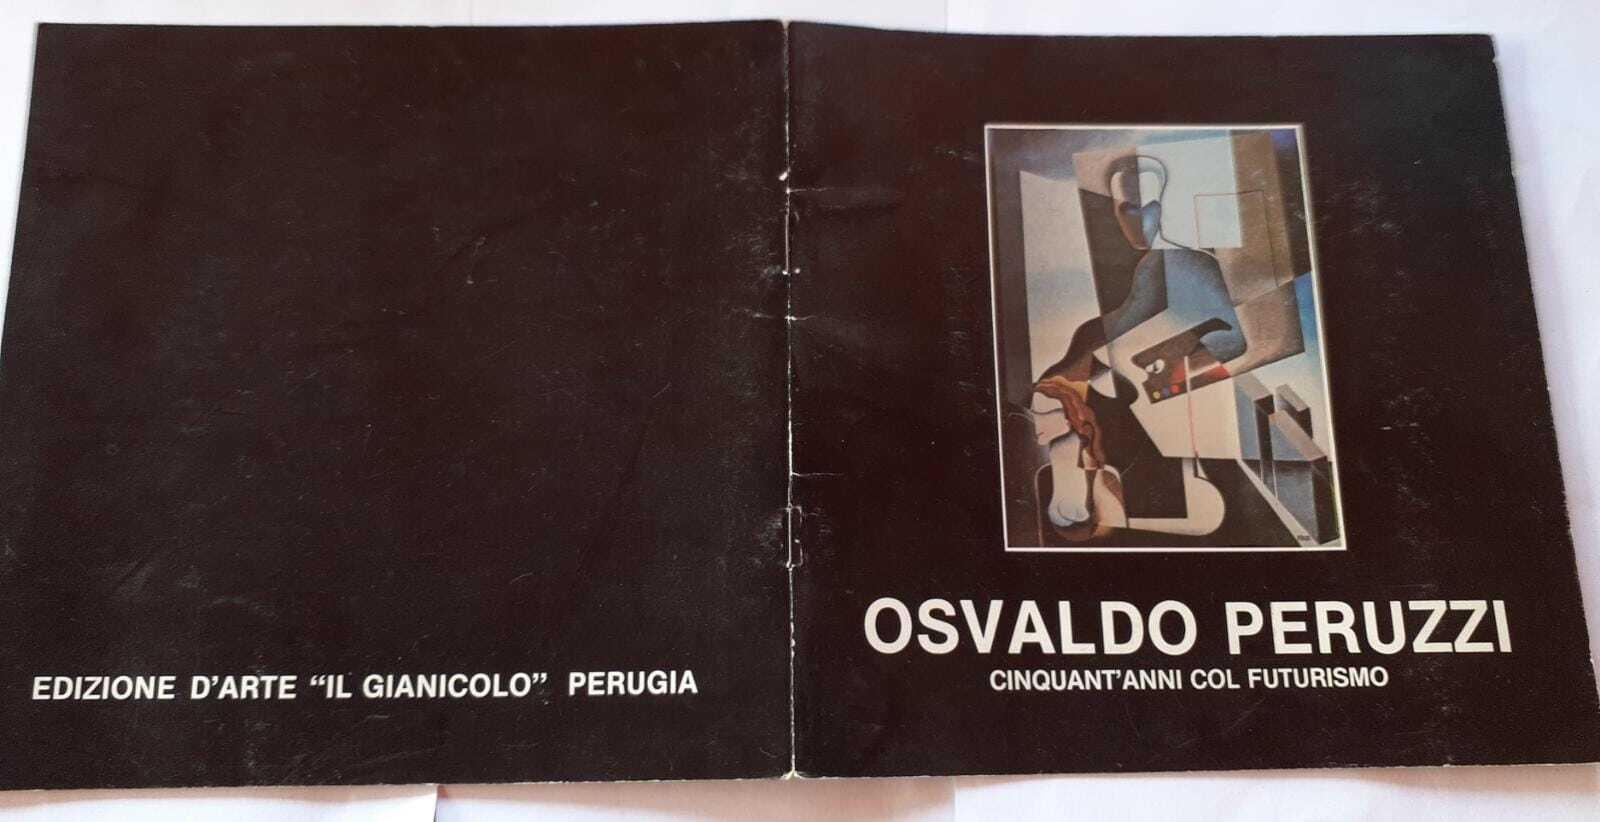 EDIZIONE D'ARTE “IL GIANICOLO” PERUGIA
OSVALDO PERUZZI
CINQUANT'ANNI COL FUTURISMO